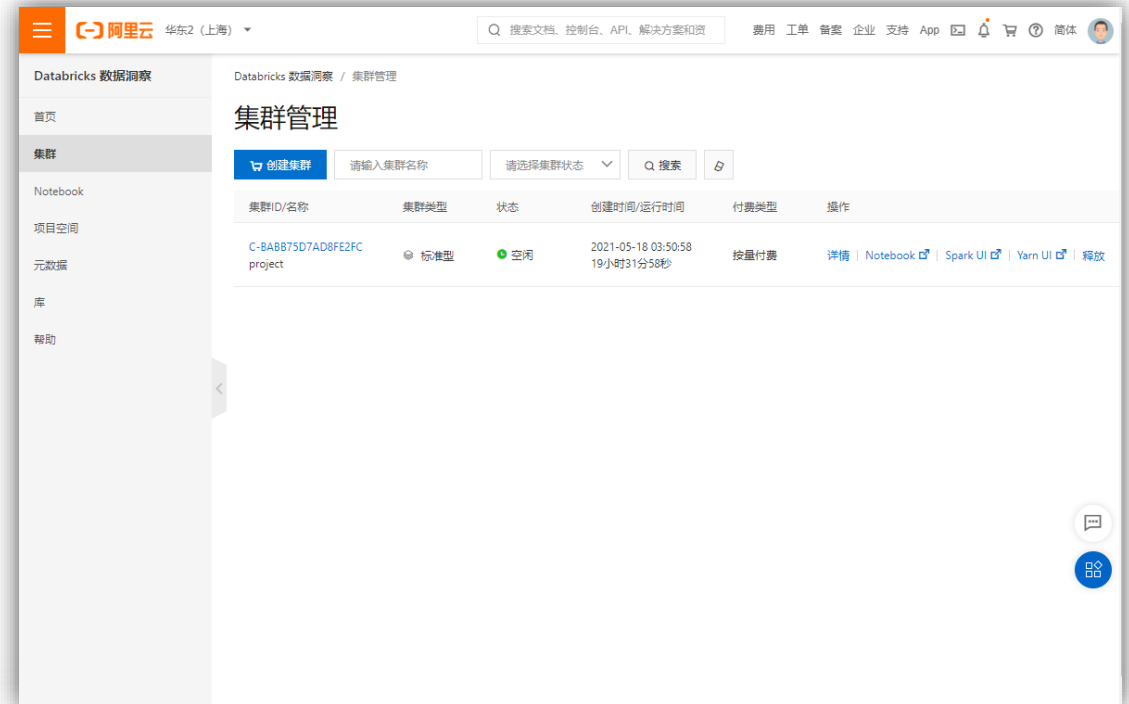 阿里云 华东2（上海） 搜索文档、控制台、API、解决方案和资 费用 工单 备案 企业 支持 App 简体
Databricks 数据洞察
首页
集群
Notebook
项目空间
元数据
库
帮助
Databricks 数据洞察 / 集群管理
集群管理
创建集群 请输入集群名称 请选择集群状态 搜索
集群ID/名称 集群类型 状态 创建时间/运行时间 付费类型 操作
C-BABB75D7AD8FE2FC 标准型 空闲 2021-05-18 03:50:58 按量付费 详情 | Notebook | Spark UI | Yarn UI | 释放
project 19小时31分58秒